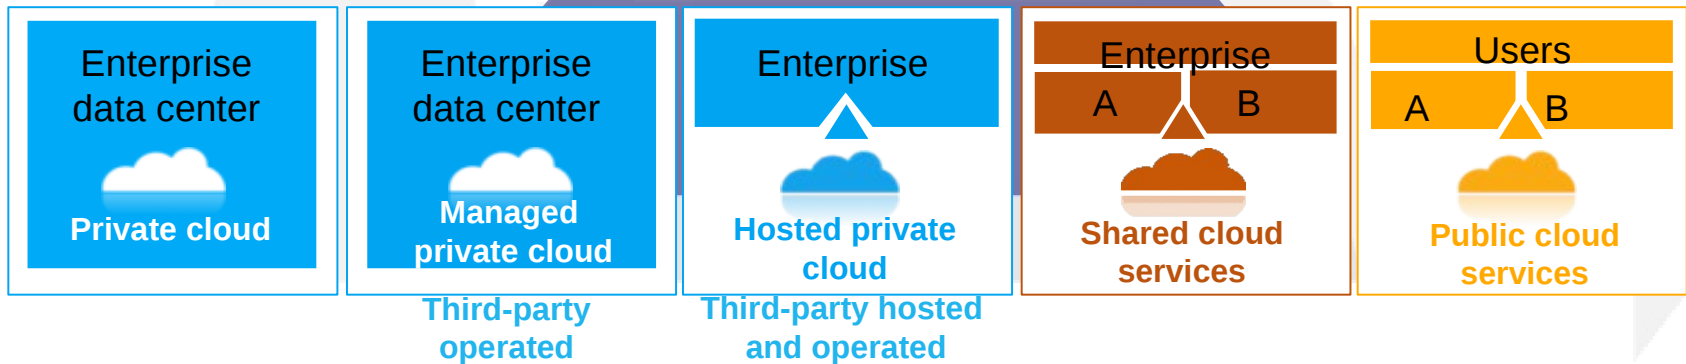 Enterprise
data center
Private cloud
Enterprise
data center
Managed
private cloud
Third-party
operated
Enterprise
Hosted private
cloud
Third-party hosted
and operated
Enterprise
A B
Shared cloud
services
Users
A B
Public cloud
services